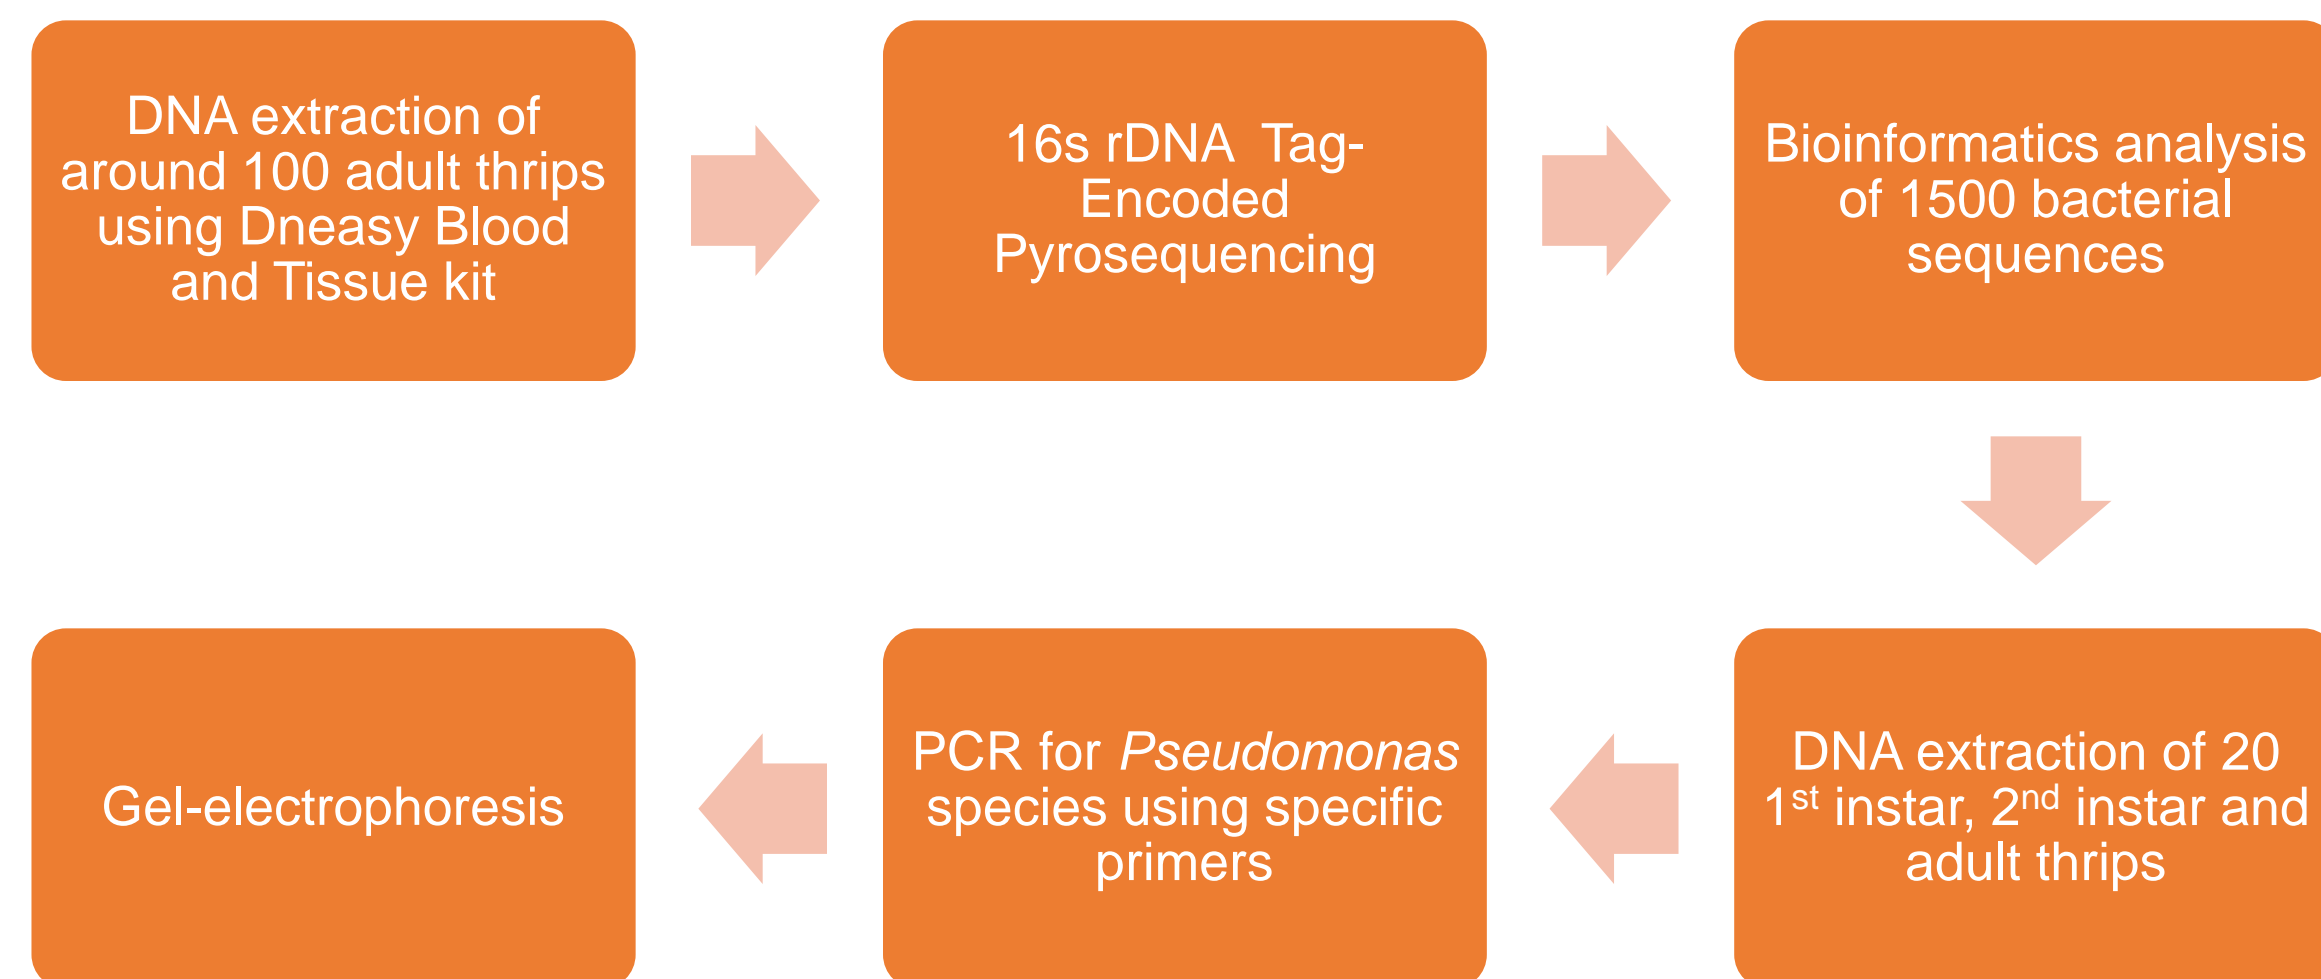 DNA extraction of
around 100 adult thrips
using Dneasy Blood
and Tissue kit
16s rDNA Tag-
Encoded
Pyrosequencing
Bioinformatics analysis
of 1500 bacterial
sequences
DNA extraction of 20
1st instar, 2nd instar and
adult thrips
PCR for Pseudomonas
species using specific
primers
Gel-electrophoresis